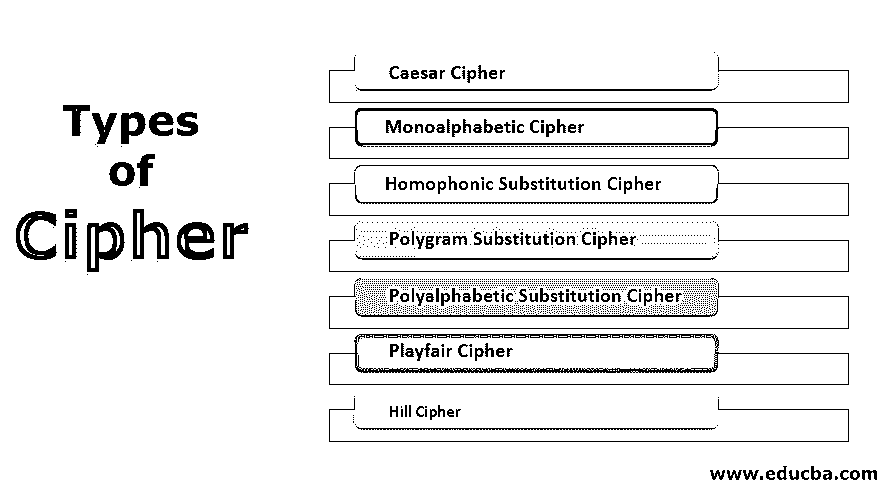 Types
of
Cipher
Caesar Cipher
Monoalphabetic Cipher
Homophonic Substitution Cipher
Polygram Substitution Cipher
Polyalphabetic Substitution Cipher
Playfair Cipher
Hill Cipher
www.educba.com